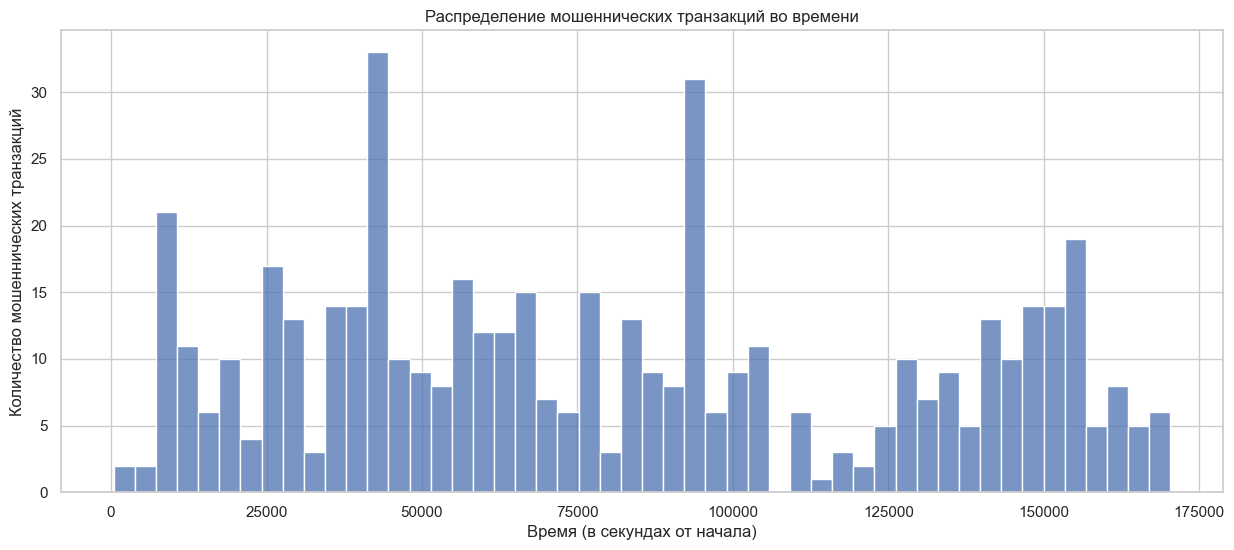 Распределение мошеннических транзакций во времени
Количество мошеннических транзакций
30
25
20
15
10
5
0
0 25000 50000 75000 100000 125000 150000 175000
Время (в секундах от начала)